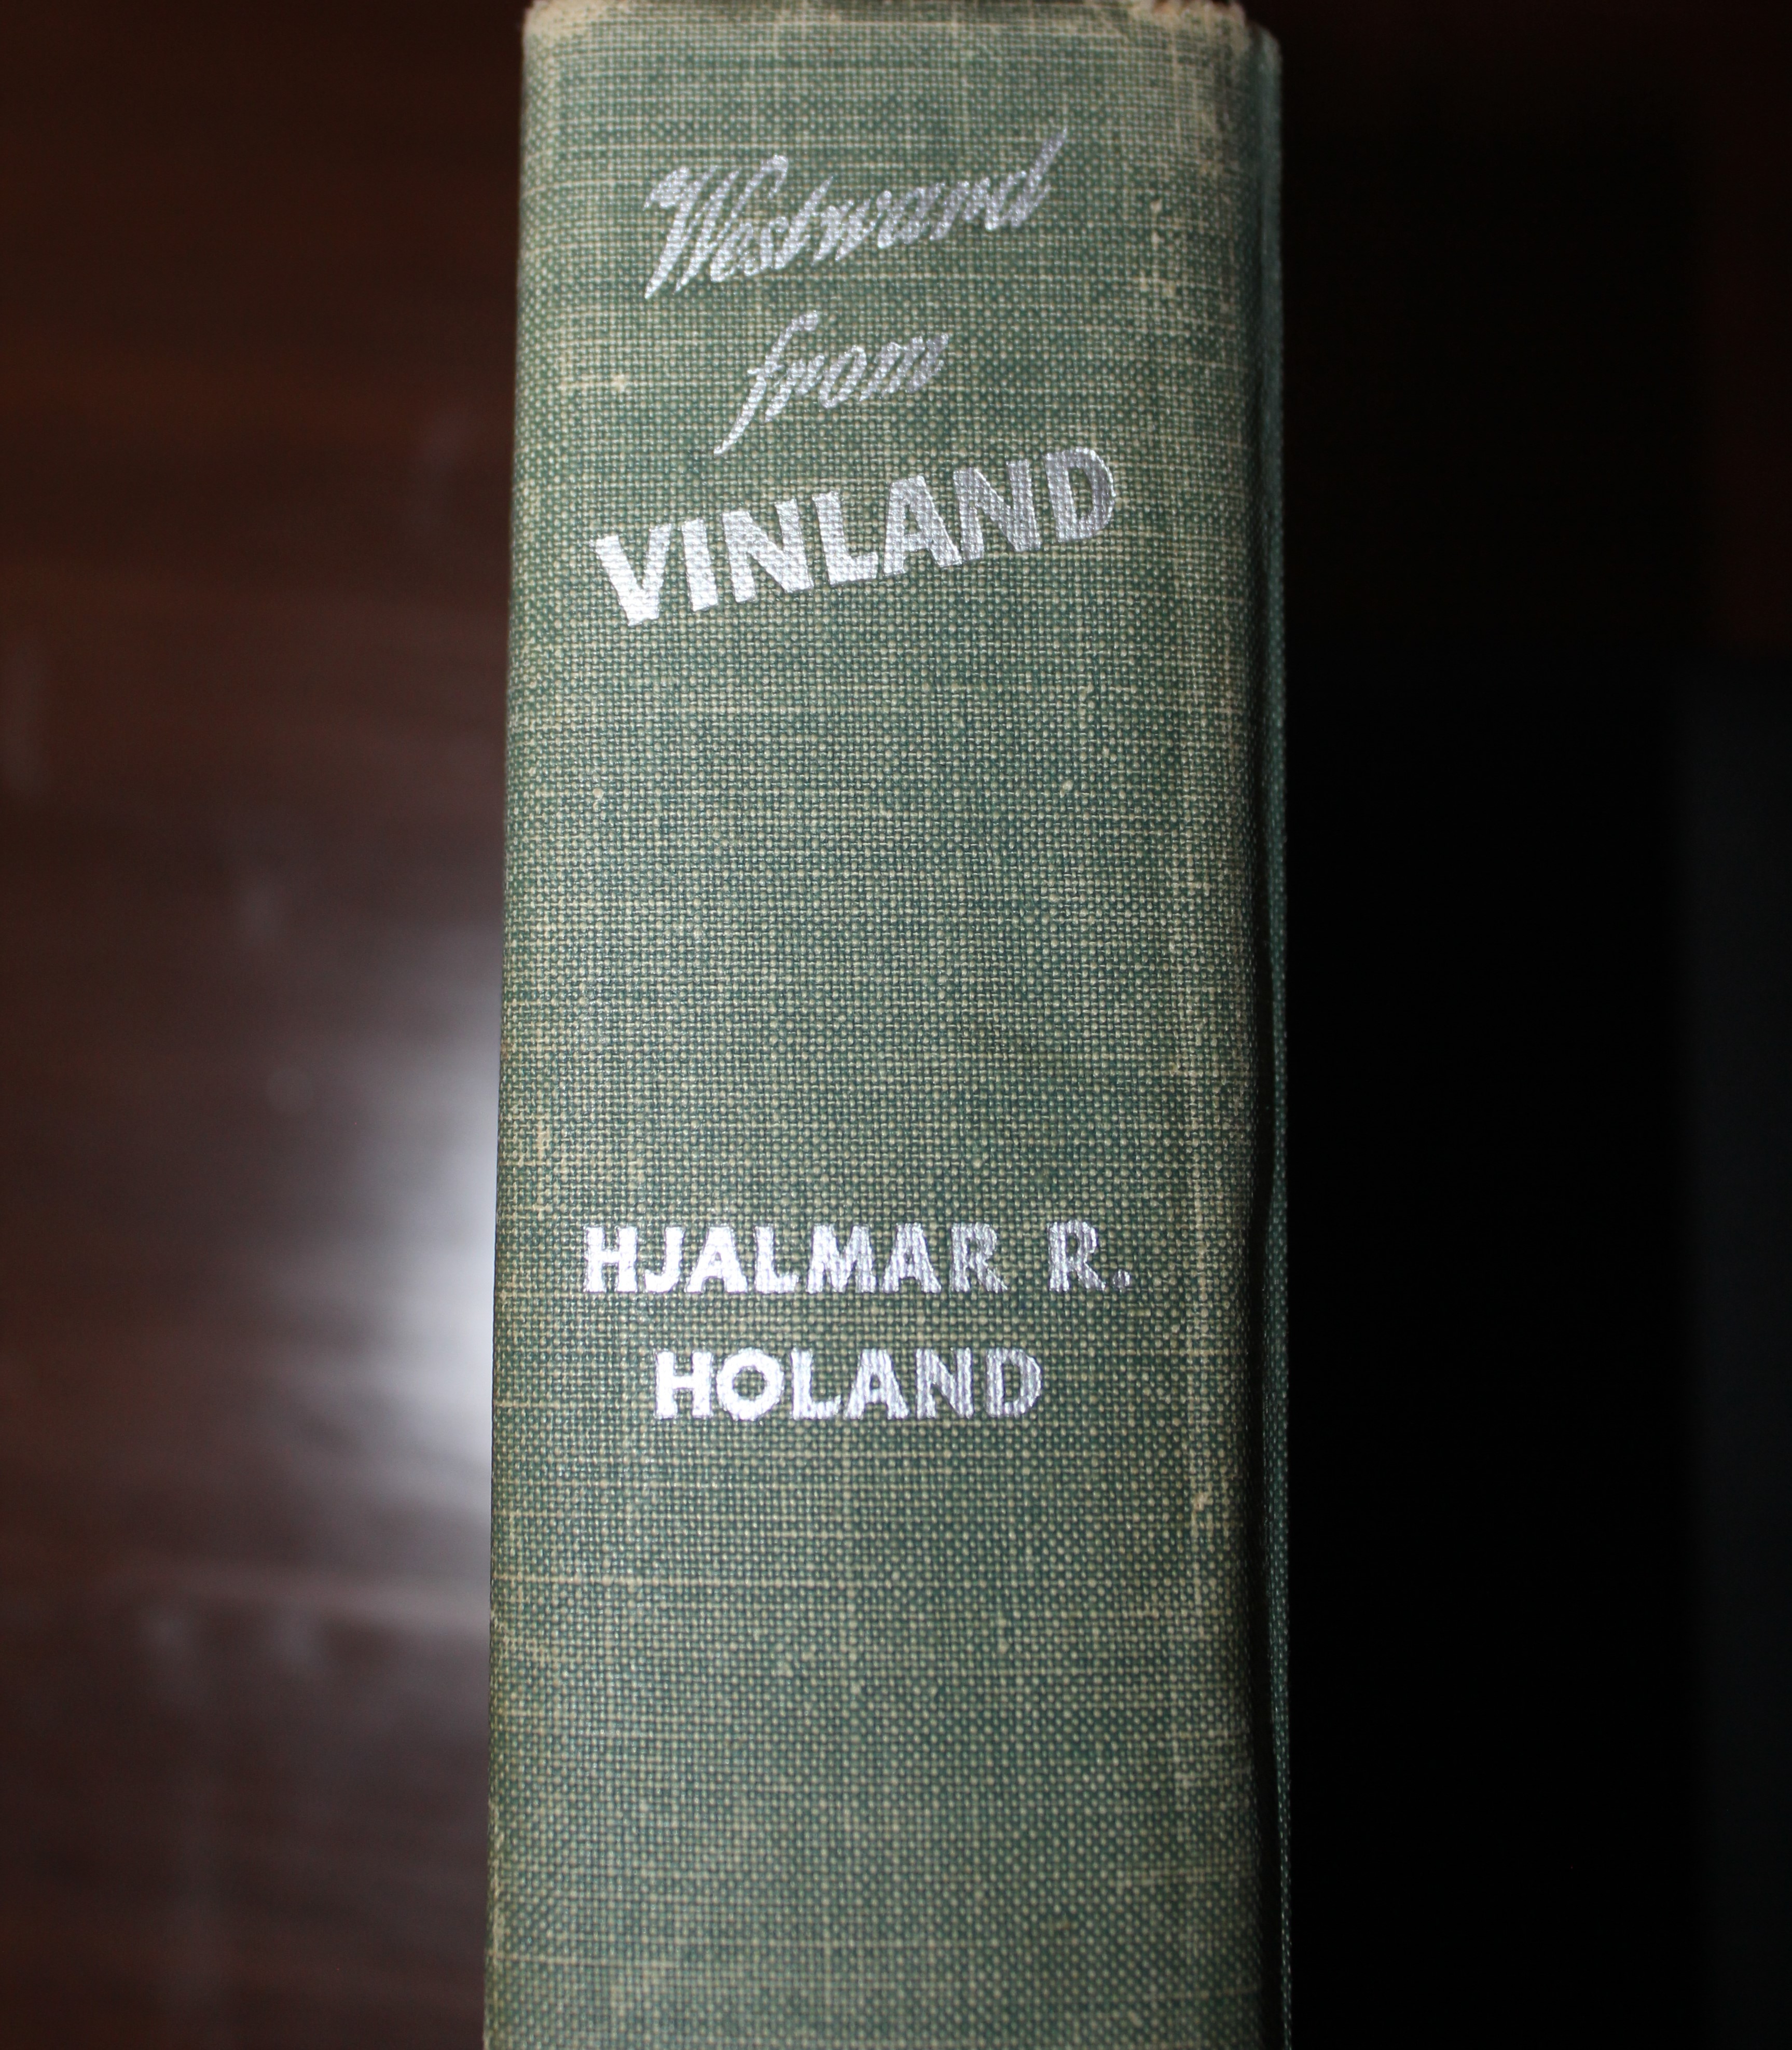 Westward
from
VINLAND
HJALMAR R.
HOLAND